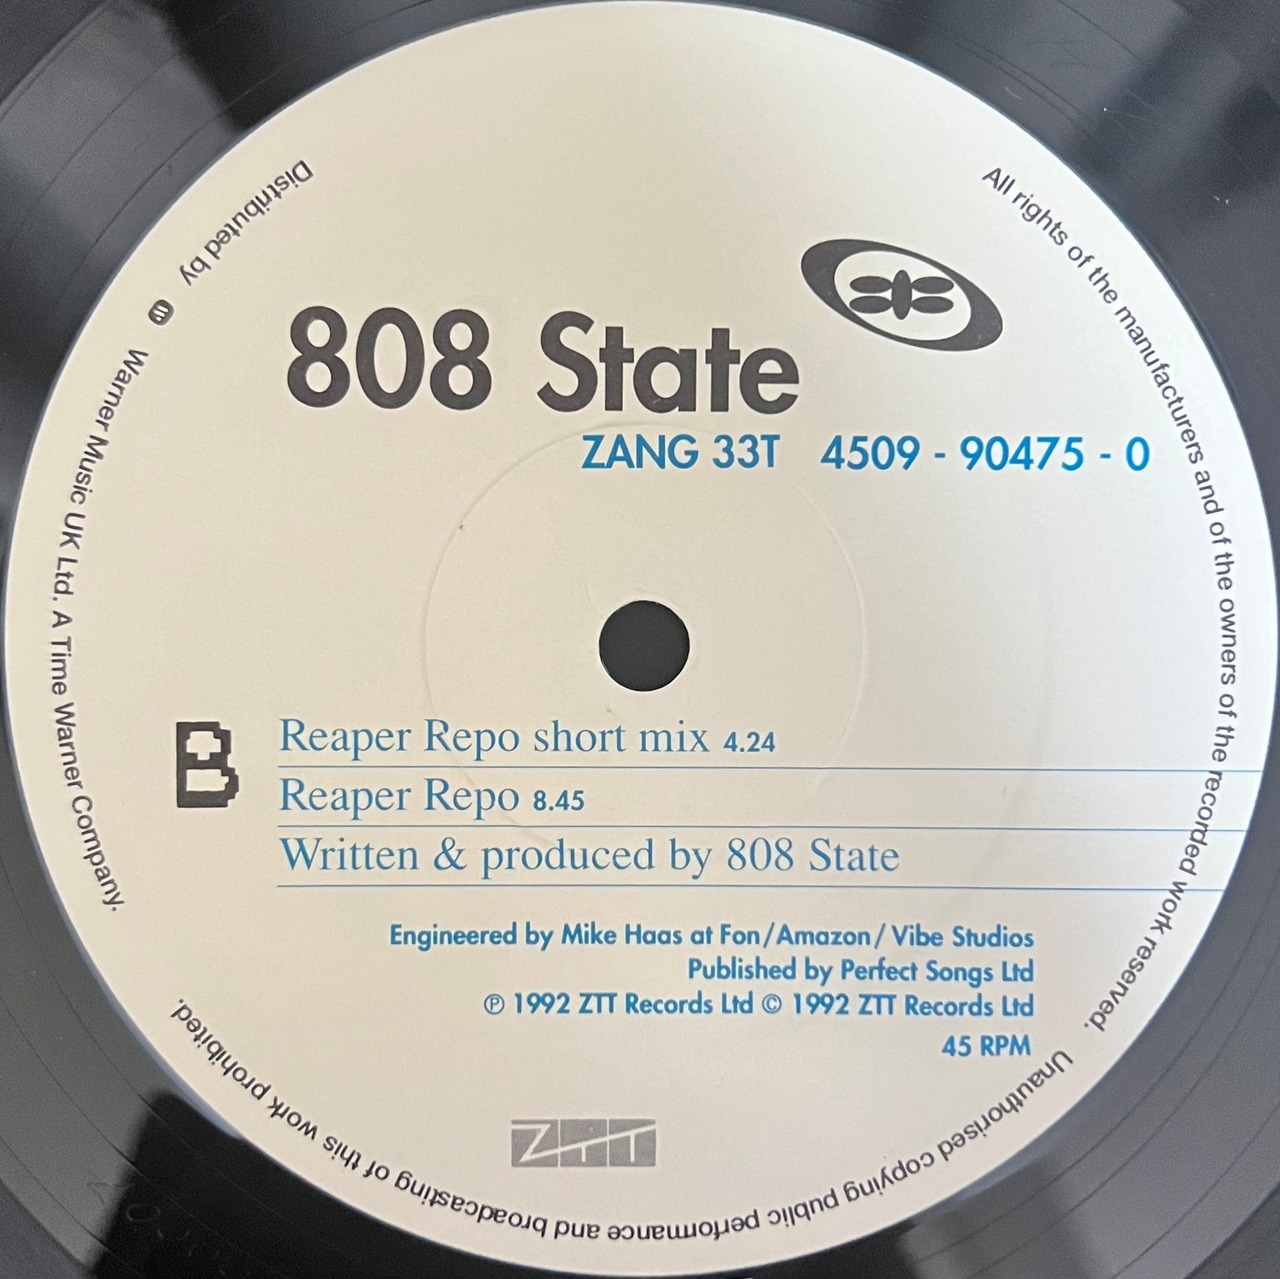 808 State
ZANG 33T 4509 - 90475 - 0
B
Reaper Repo short mix 4.24
Reaper Repo 8.45
Written & produced by 808 State
Engineered by Mike Haas at Fon/Amazon/Vibe Studios
Published by Perfect Songs Ltd
℗ 1992 ZTT Records Ltd © 1992 ZTT Records Ltd
45 RPM
ZTT
All rights of the manufacturers and of the owners of the recorded work reserved.
Unauthorised copying public performance and broadcasting of this work prohibited.
Distributed by Warner Music UK Ltd. A Time Warner Company.